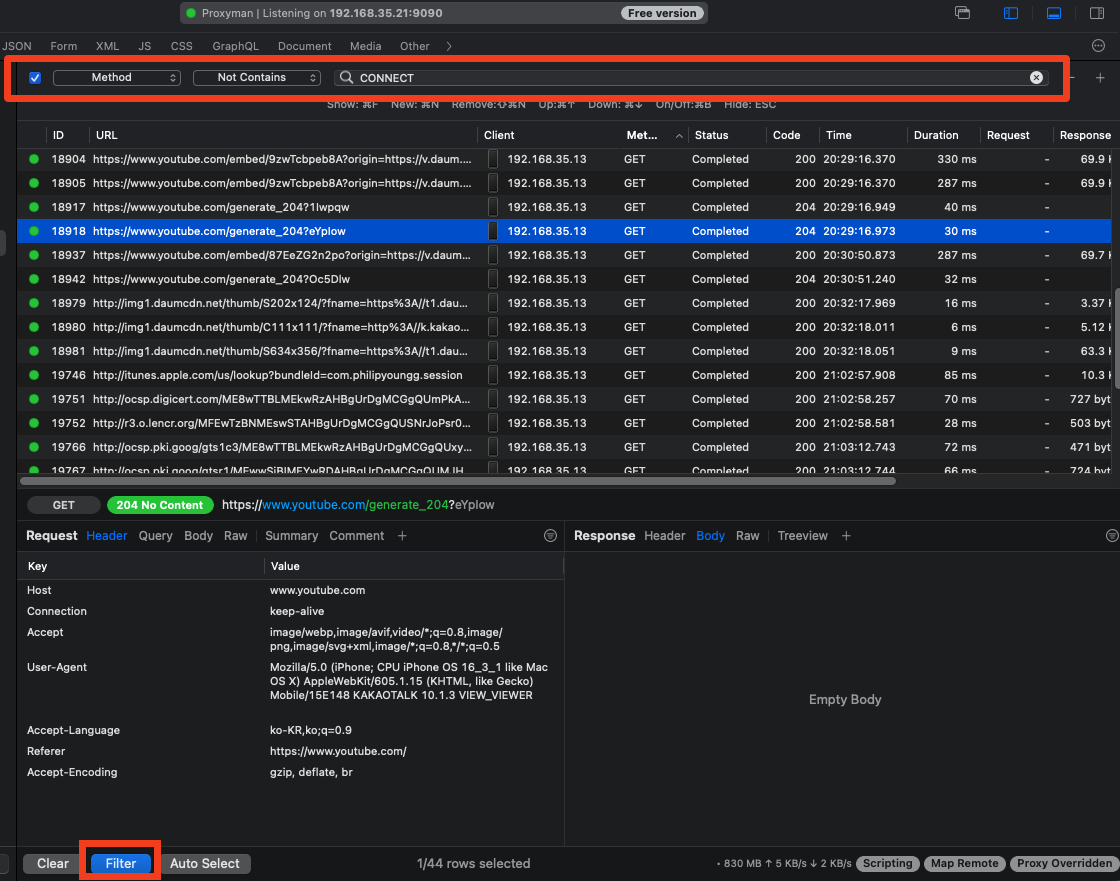 Proxyman | Listening on 192.168.35.21:9090 Free version
JSON Form XML JS CSS GraphQL Document Media Other
Method Not Contains CONNECT
Show: ⌘F New: ⌘N Remove:⇧⌘N Up:⌘↑ Down: ⌘↓ On/Off:⌘B Hide: ESC
ID URL Client Met... Status Code Time Duration Request Response
18904 https://www.youtube.com/embed/9zwTcbpeb8A?origin=https://v.daum.... 192.168.35.13 GET Completed 200 20:29:16.370 330 ms - 69.9
18905 https://www.youtube.com/embed/9zwTcbpeb8A?origin=https://v.daum.... 192.168.35.13 GET Completed 200 20:29:16.370 287 ms - 69.9
18917 https://www.youtube.com/generate_204?1lwpqw 192.168.35.13 GET Completed 204 20:29:16.949 40 ms -
18918 https://www.youtube.com/generate_204?eYplow 192.168.35.13 GET Completed 204 20:29:16.973 30 ms -
18937 https://www.youtube.com/embed/87EeZG2n2po?origin=https://v.daum.... 192.168.35.13 GET Completed 200 20:30:50.873 287 ms - 69.7
18942 https://www.youtube.com/generate_204?Oc5Dlw 192.168.35.13 GET Completed 204 20:30:51.240 32 ms -
18979 http://img1.daumcdn.net/thumb/S202x124/?fname=https%3A//t1.dau... 192.168.35.13 GET Completed 200 20:32:17.969 16 ms - 3.37
18980 http://img1.daumcdn.net/thumb/C111x111/?fname=http%3A//k.kakao... 192.168.35.13 GET Completed 200 20:32:18.011 6 ms - 5.12
18981 http://img1.daumcdn.net/thumb/S634x356/?fname=https%3A//t1.dau... 192.168.35.13 GET Completed 200 20:32:18.051 9 ms - 63.3
19746 http://itunes.apple.com/us/lookup?bundleId=com.philipyoungg.session 192.168.35.13 GET Completed 200 21:02:57.908 85 ms - 10.3
19751 http://ocsp.digicert.com/ME8wTTBLMEkwRzAHBgUrDgMCGgQUmPkA... 192.168.35.13 GET Completed 200 21:02:58.257 70 ms - 727 byt
19752 http://r3.o.lencr.org/MFEwTzBNMEswSTAHBgUrDgMCGgQUSNrJoPsr0... 192.168.35.13 GET Completed 200 21:02:58.581 28 ms - 503 byt
19766 http://ocsp.pki.goog/gts1c3/ME8wTTBLMEkwRzAHBgUrDgMCGgQUxy... 192.168.35.13 GET Completed 200 21:03:12.743 72 ms - 471 byt
19767 192.168.35.13 GET Completed 200 21:03:12.744 66 ms - 724 byt
GET 204 No Content https://www.youtube.com/generate_204?eYplow
Request Header Query Body Raw Summary Comment + Response Header Body Raw Treeview +
Key Value
Host www.youtube.com
Connection keep-alive
Accept image/webp,image/avif,video/*;q=0.8,image/
png,image/svg+xml,image/*;q=0.8,*/*;q=0.5
User-Agent Mozilla/5.0 (iPhone; CPU iPhone OS 16_3_1 like Mac
OS X) AppleWebKit/605.1.15 (KHTML, like Gecko)
Mobile/15E148 KAKAOTALK 10.1.3 VIEW_VIEWER
Empty Body
Accept-Language ko-KR,ko;q=0.9
Referer https://www.youtube.com/
Accept-Encoding gzip, deflate, br
Clear Filter Auto Select 1/44 rows selected • 830 MB ↑ 5 KB/s ↓ 2 KB/s Scripting Map Remote Proxy Overridden